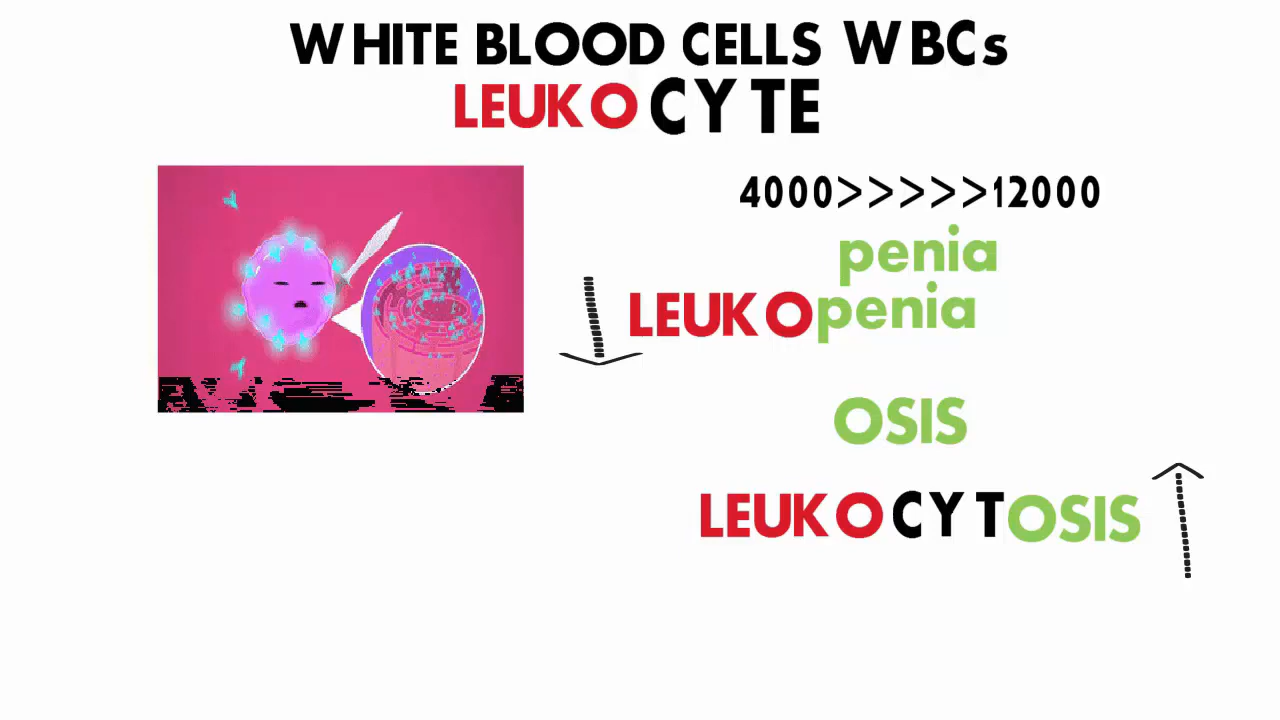 WHITE BLOOD CELLS WBCs
LEUKOCYTE
4000>>>>>12000
penia
LEUKOpenia
OSIS
LEUKOCYTOSIS